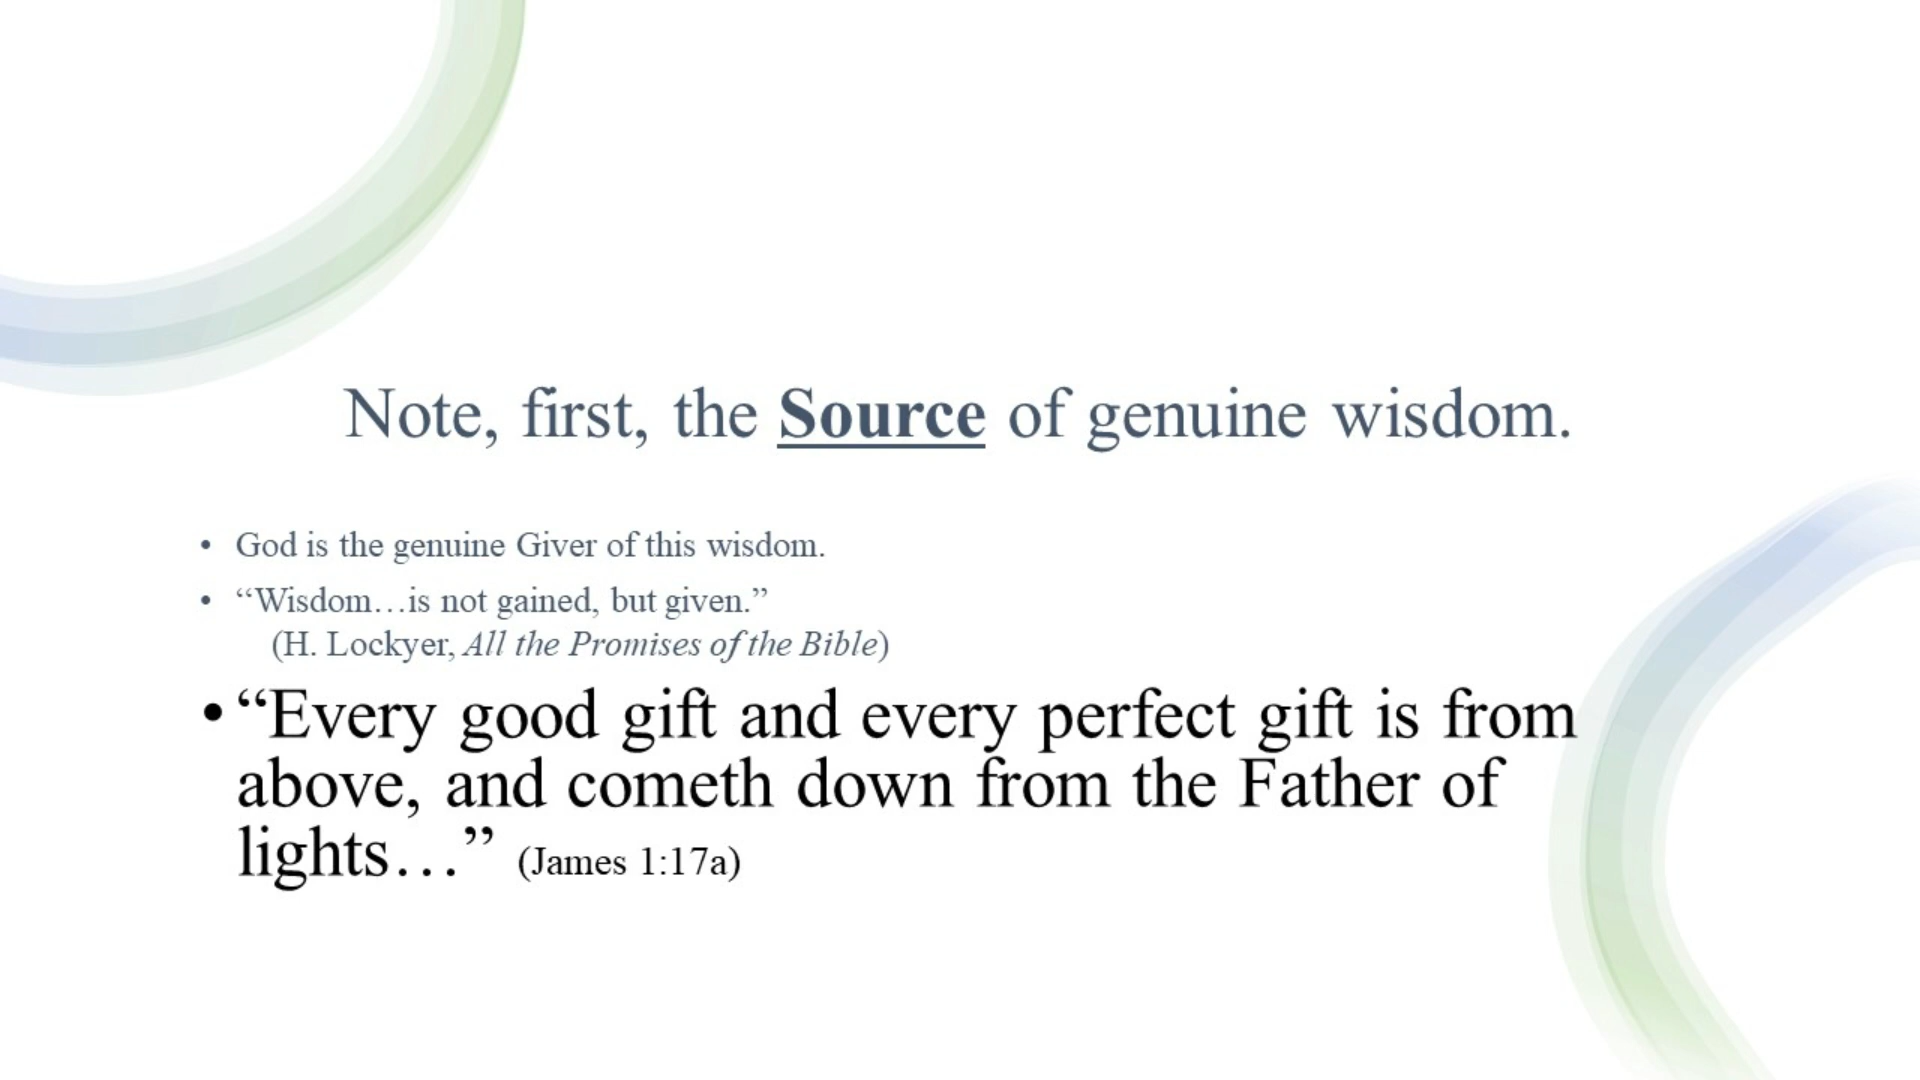 Note, first, the Source of genuine wisdom.
• God is the genuine Giver of this wisdom.
• “Wisdom…is not gained, but given.”
(H. Lockyer, All the Promises of the Bible)
• “Every good gift and every perfect gift is from
above, and cometh down from the Father of
lights…” (James 1:17a)